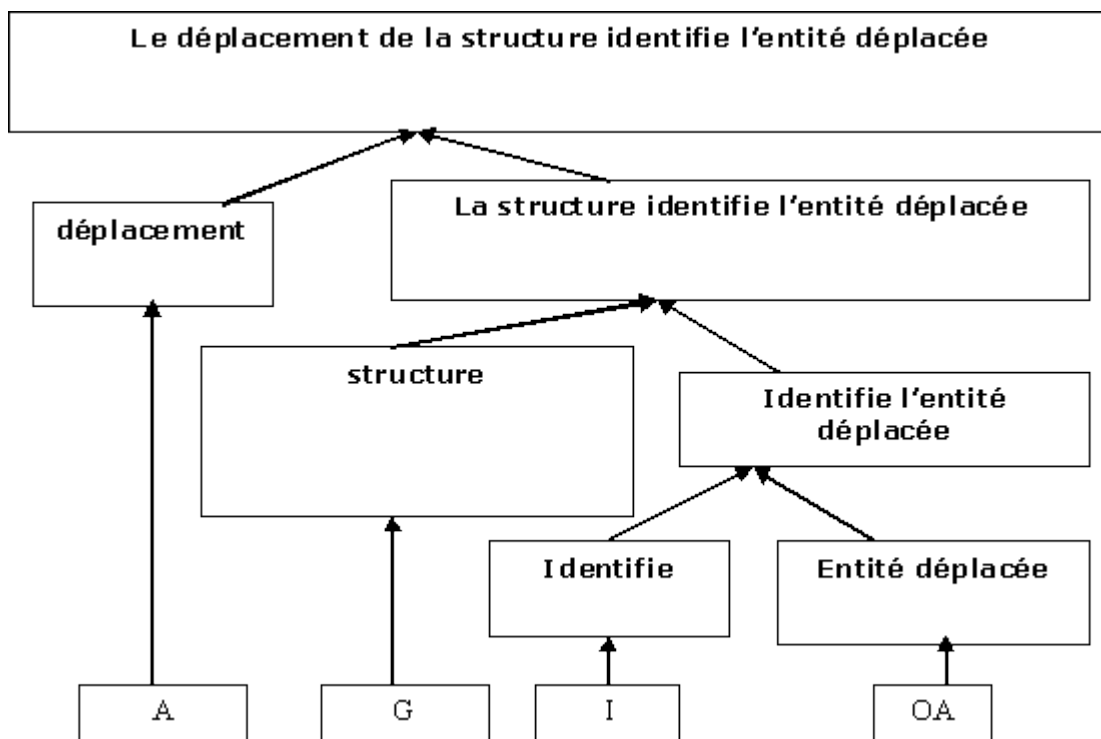 Le déplacement de la structure identifie l'entité déplacée
déplacement
La structure identifie l'entité déplacée
structure
Identifie l'entité
déplacée
Identifie
Entité déplacée
A
G
I
OA